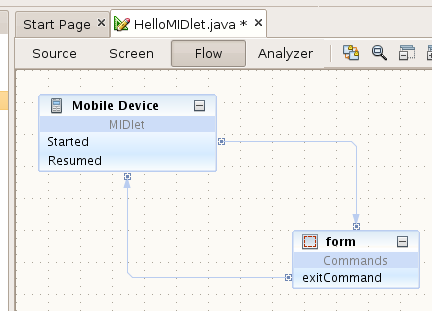 Start Page
HelloMIDlet.java *
Source Screen Flow Analyzer
Mobile Device
MIDlet
Started
Resumed
form
Commands
exitCommand